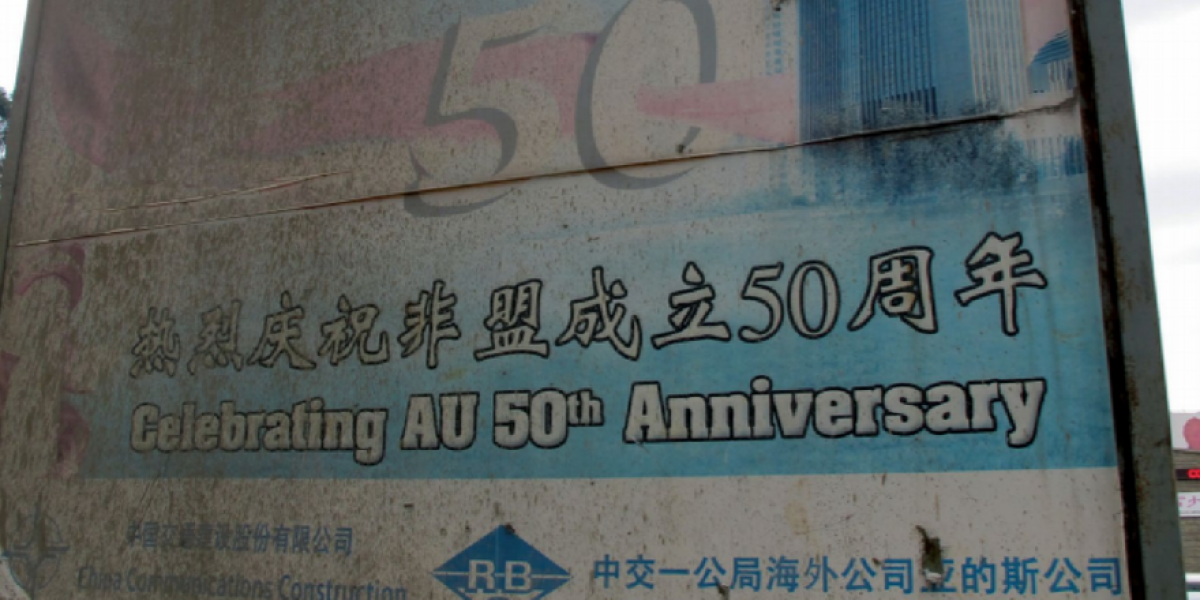 50
热烈庆祝非盟成立50周年
Celebrating AU 50th Anniversary
中国交通建设股份有限公司
China Communications Construction
R-B
中交一公局海外公司亚的斯公司